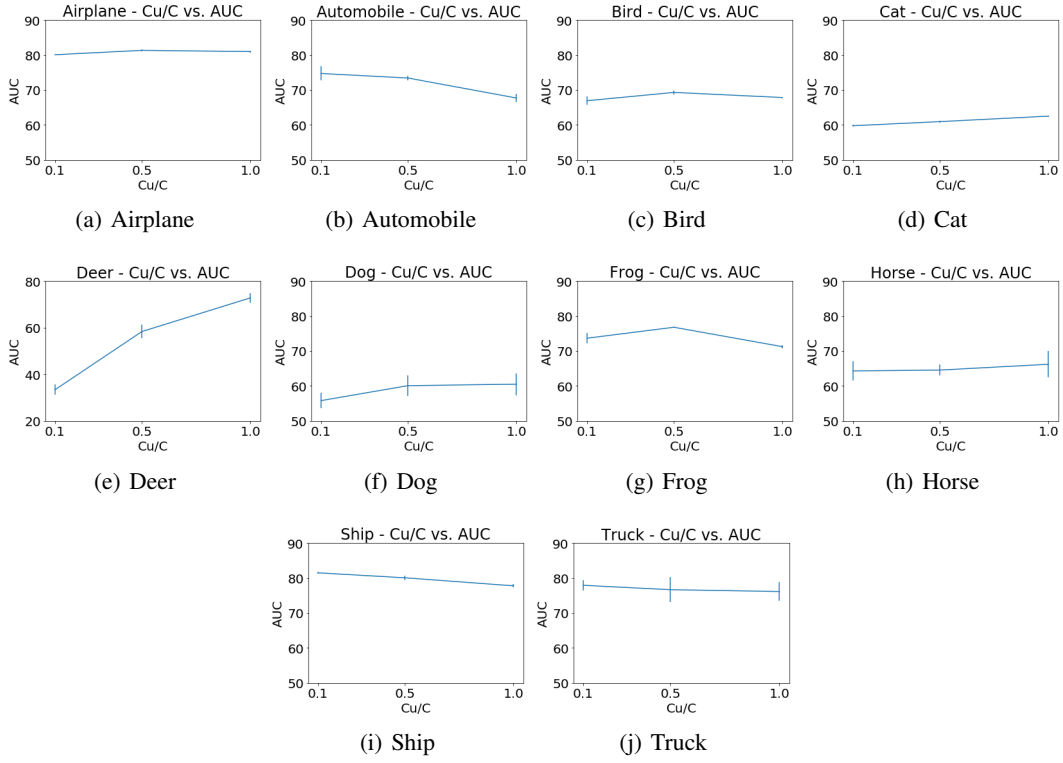 Airplane - Cu/C vs. AUC
90
80
70
60
50
AUC
0.1
0.5
1.0
Cu/C
(a) Airplane
Automobile - Cu/C vs. AUC
90
80
70
60
50
AUC
0.1
0.5
1.0
Cu/C
(b) Automobile
Bird - Cu/C vs. AUC
90
80
70
60
50
AUC
0.1
0.5
1.0
Cu/C
(c) Bird
Cat - Cu/C vs. AUC
90
80
70
60
50
AUC
0.1
0.5
1.0
Cu/C
(d) Cat
Deer - Cu/C vs. AUC
80
60
40
20
AUC
0.1
0.5
1.0
Cu/C
(e) Deer
Dog - Cu/C vs. AUC
90
80
70
60
50
AUC
0.1
0.5
1.0
Cu/C
(f) Dog
Frog - Cu/C vs. AUC
90
80
70
60
50
AUC
0.1
0.5
1.0
Cu/C
(g) Frog
Horse - Cu/C vs. AUC
90
80
70
60
50
AUC
0.1
0.5
1.0
Cu/C
(h) Horse
Ship - Cu/C vs. AUC
90
80
70
60
50
AUC
0.1
0.5
1.0
Cu/C
(i) Ship
Truck - Cu/C vs. AUC
90
80
70
60
50
AUC
0.1
0.5
1.0
Cu/C
(j) Truck